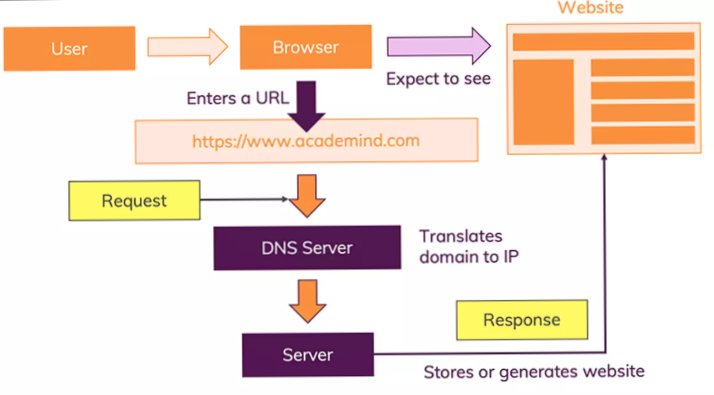 Website
User
Browser
Expect to see
Enters a URL
https://www.academind.com
Request
DNS Server
Translates
domain to IP
Response
Server
Stores or generates website